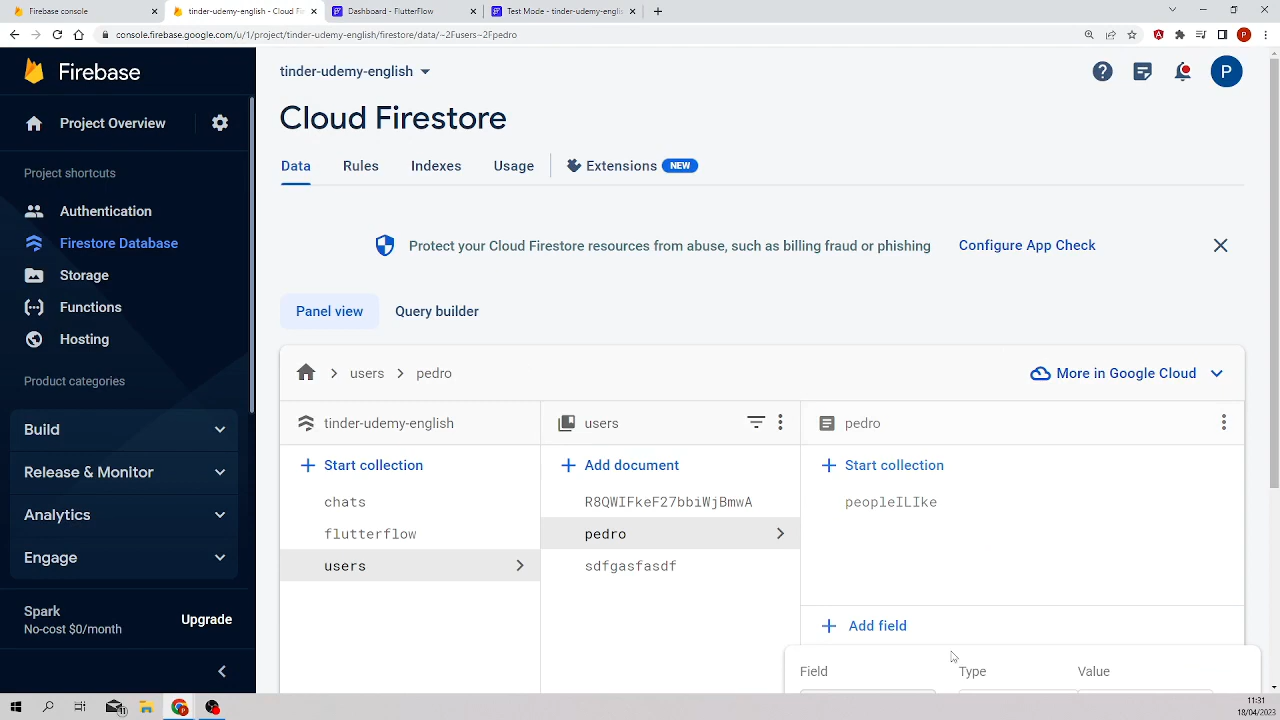 Firebase console
tinder-udemy-english - Cloud Fi
Dashboard - FlutterFlow
Test Mode - tinder-udemy-englis
console.firebase.google.com/u/1/project/tinder-udemy-english/firestore/data/~2Fusers~2Fpedro
P
Firebase
tinder-udemy-english
P
Cloud Firestore
Project Overview
Data
Rules
Indexes
Usage
Extensions
NEW
Project shortcuts
Authentication
Firestore Database
Storage
Functions
Hosting
Product categories
Build
Release & Monitor
Analytics
Engage
Spark
No-cost $0/month
Upgrade
Protect your Cloud Firestore resources from abuse, such as billing fraud or phishing
Configure App Check
Panel view
Query builder
users
pedro
More in Google Cloud
tinder-udemy-english
Start collection
chats
flutterflow
users
users
Add document
R8QWIFkeF27bbiWjBmwA
pedro
sdfgasfasdf
pedro
Start collection
peopleILIke
Add field
Field
Type
Value
11:31
18/04/2023